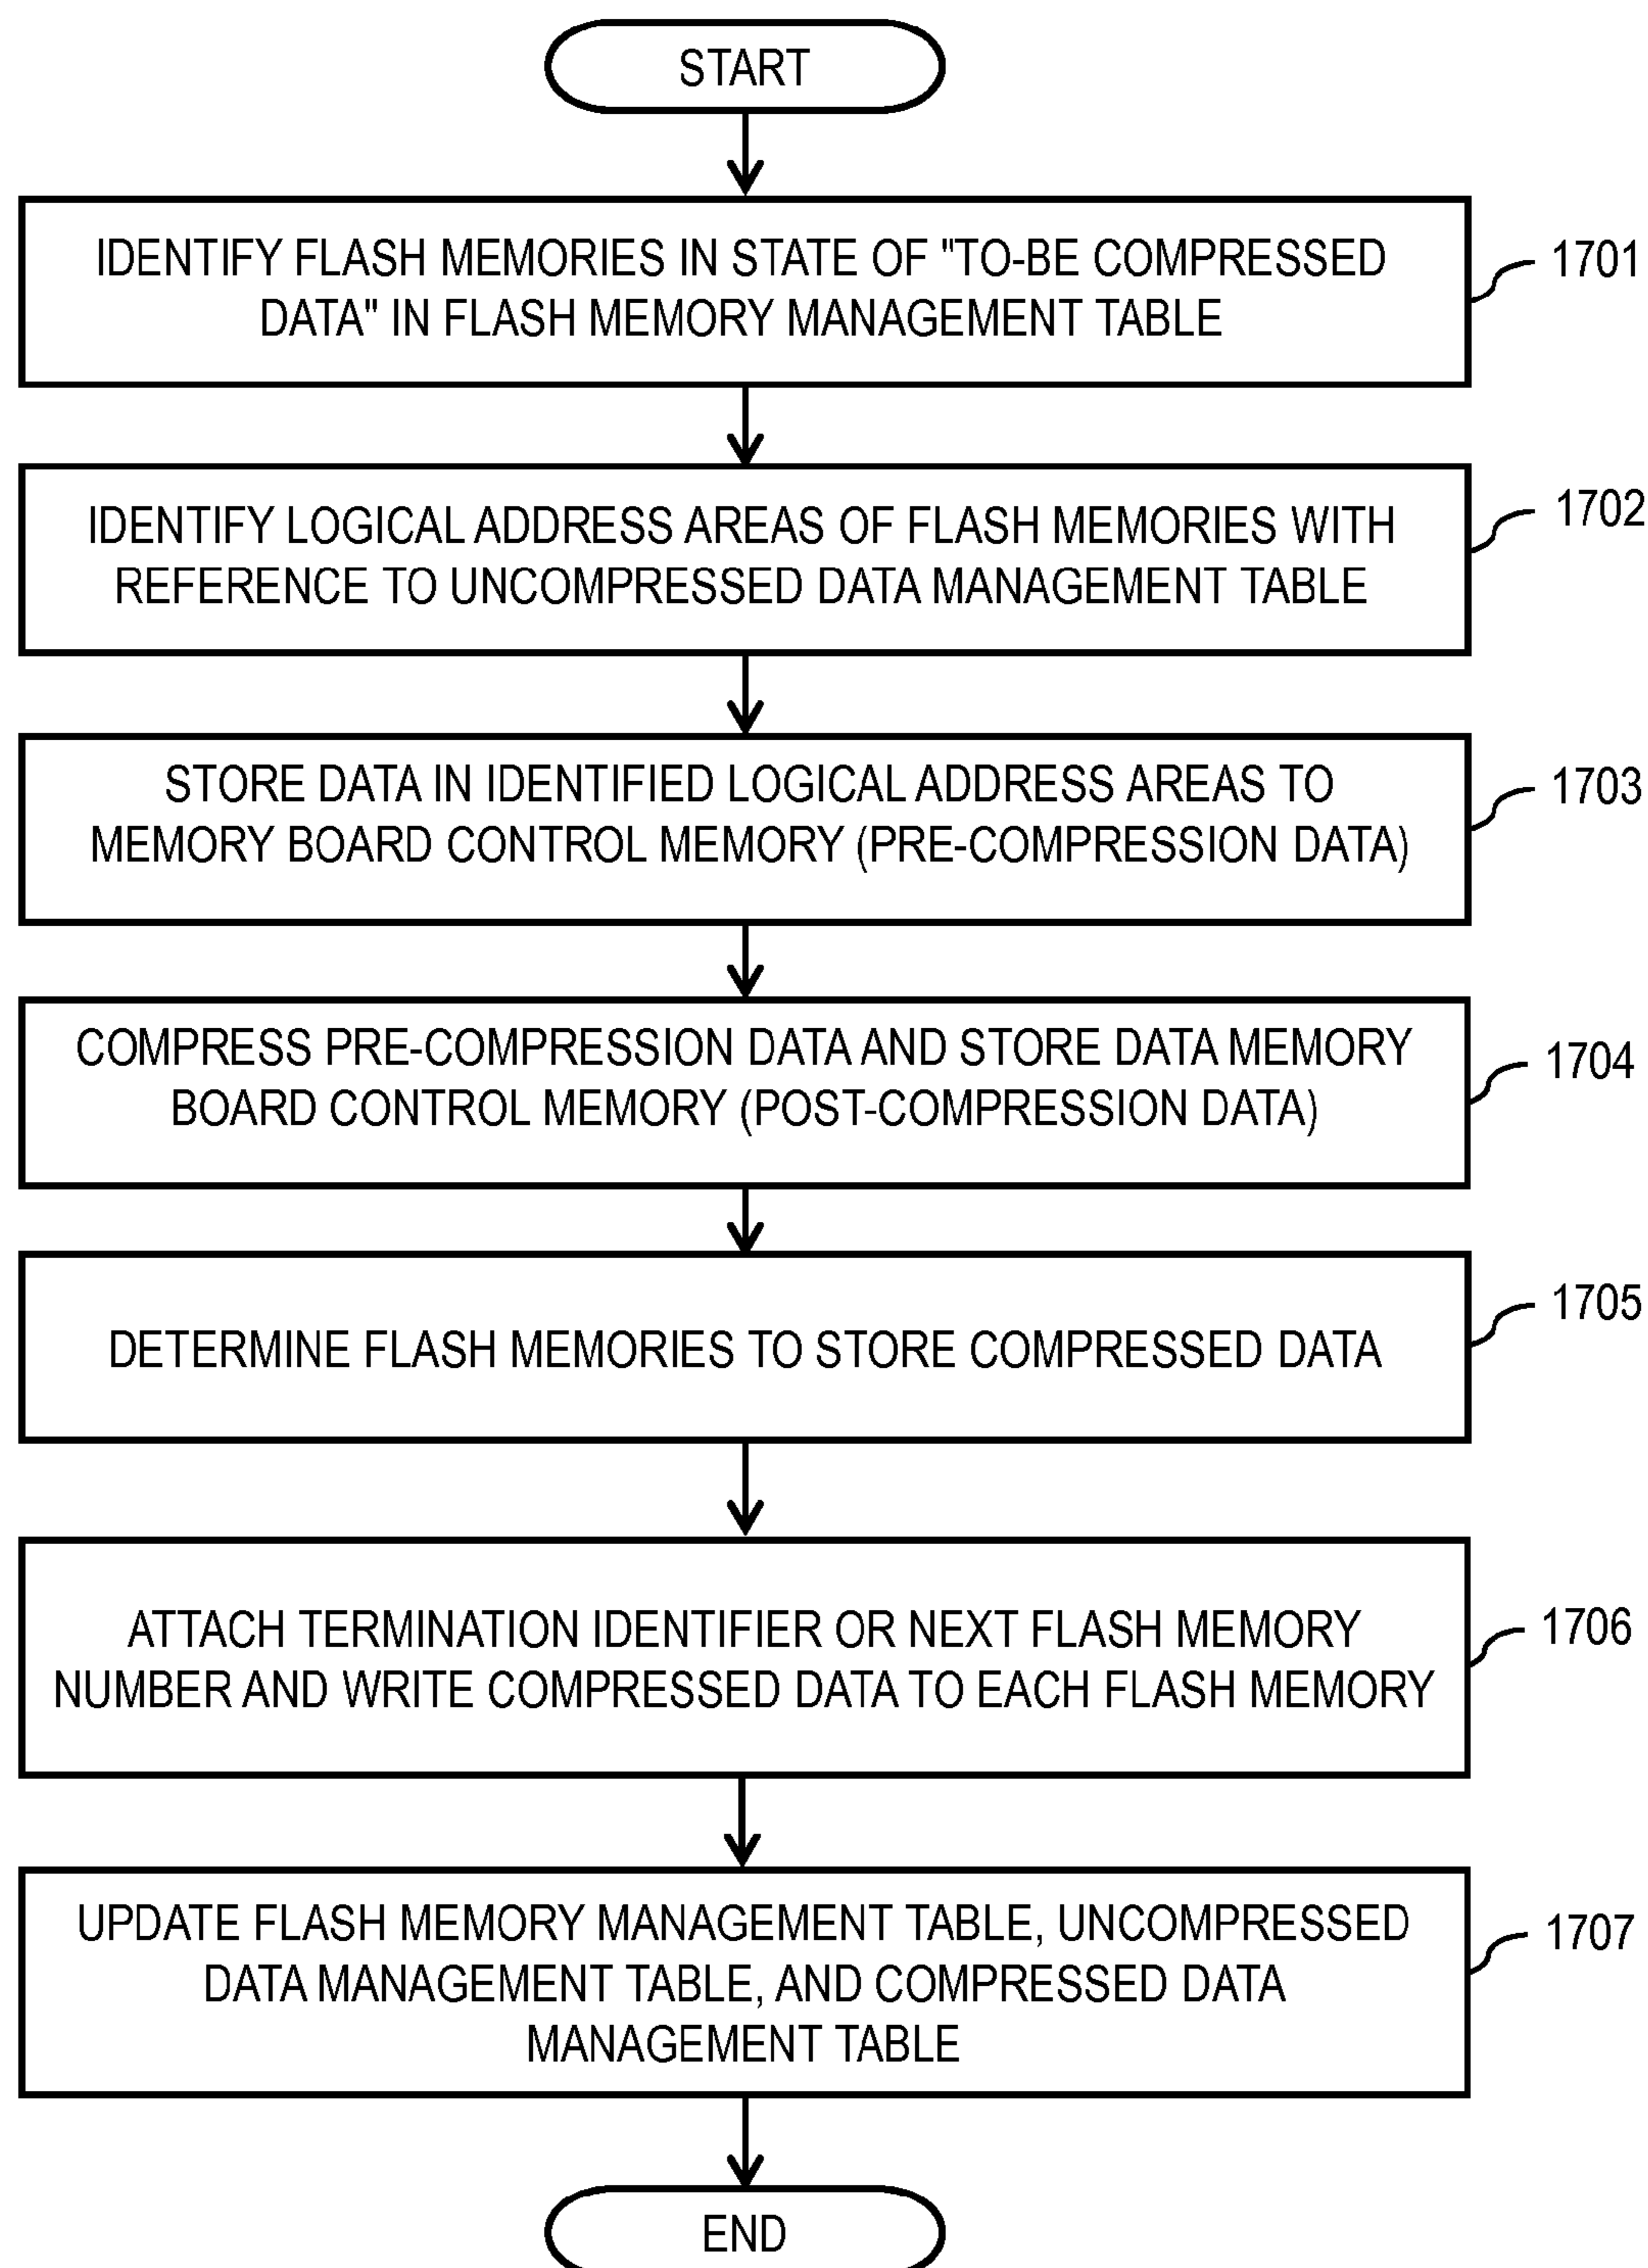 START
IDENTIFY FLASH MEMORIES IN STATE OF "TO-BE COMPRESSED
DATA" IN FLASH MEMORY MANAGEMENT TABLE
1701
IDENTIFY LOGICAL ADDRESS AREAS OF FLASH MEMORIES WITH
REFERENCE TO UNCOMPRESSED DATA MANAGEMENT TABLE
1702
STORE DATA IN IDENTIFIED LOGICAL ADDRESS AREAS TO
MEMORY BOARD CONTROL MEMORY (PRE-COMPRESSION DATA)
1703
COMPRESS PRE-COMPRESSION DATA AND STORE DATA MEMORY
BOARD CONTROL MEMORY (POST-COMPRESSION DATA)
1704
DETERMINE FLASH MEMORIES TO STORE COMPRESSED DATA
1705
ATTACH TERMINATION IDENTIFIER OR NEXT FLASH MEMORY
NUMBER AND WRITE COMPRESSED DATA TO EACH FLASH MEMORY
1706
UPDATE FLASH MEMORY MANAGEMENT TABLE, UNCOMPRESSED
DATA MANAGEMENT TABLE, AND COMPRESSED DATA
MANAGEMENT TABLE
1707
END